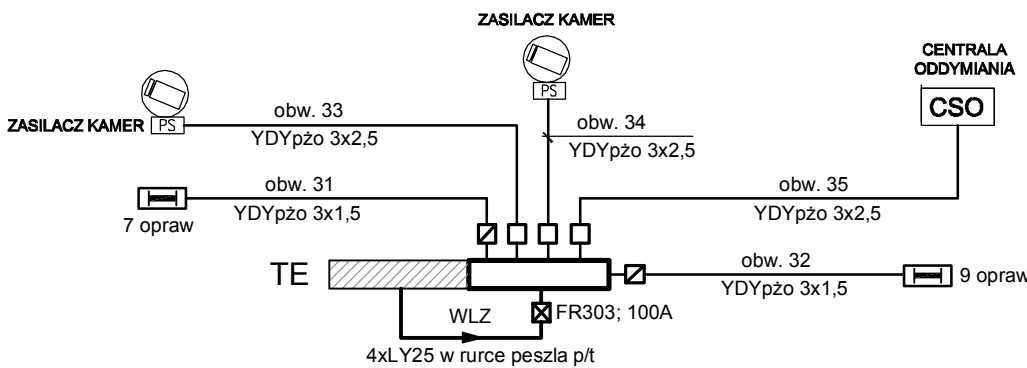 ZASILACZ KAMER
PS
CENTRALA
ODDYMIANIA
CSO
ZASILACZ KAMER
PS
obw. 33
YDYpżo 3x2,5
obw. 34
YDYpżo 3x2,5
obw. 31
YDYpżo 3x1,5
7 opraw
obw. 35
YDYpżo 3x2,5
TE
obw. 32
YDYpżo 3x1,5
9 opraw
WLZ
FR303; 100A
4xLY25 w rurce peszla p/t